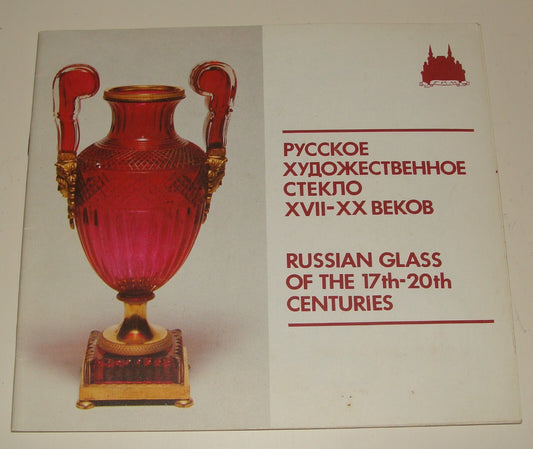 РУССКОЕ
ХУДОЖЕСТВЕННОЕ
СТЕКЛО
XVII-XX ВЕКОВ
RUSSIAN GLASS
OF THE 17th-20th
CENTURIES